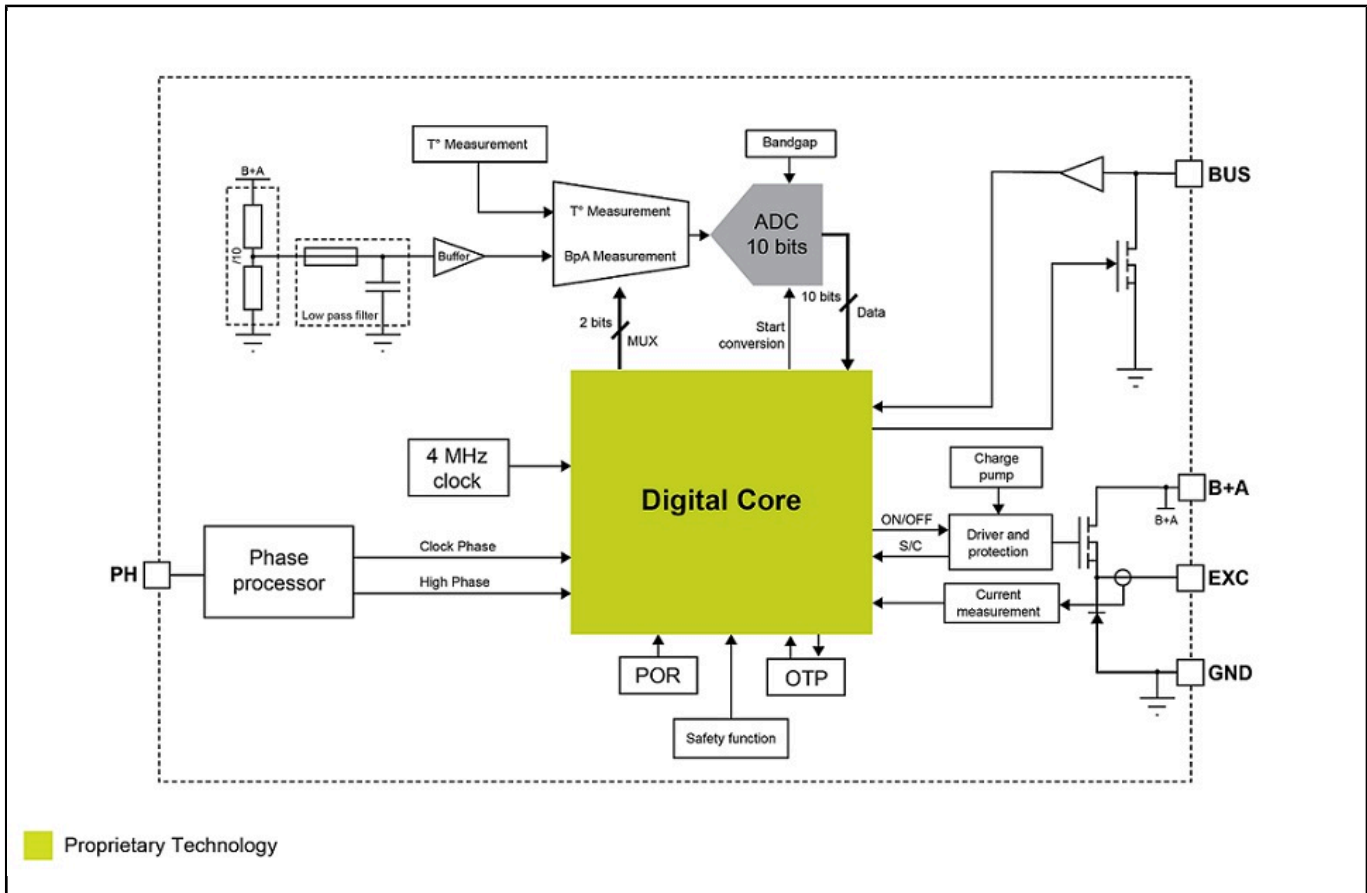 T° Measurement
Bandgap
B+A
/10
Low pass filter
Buffer
T° Measurement
BpA Measurement
ADC
10 bits
BUS
2 bits
MUX
Start
conversion
10 bits
Data
4 MHz
clock
Digital Core
Charge
pump
B+A
B+A
ON/OFF
S/C
Driver and
protection
PH
Phase
processor
Clock Phase
High Phase
EXC
Current
measurement
POR
OTP
GND
Safety function
Proprietary Technology